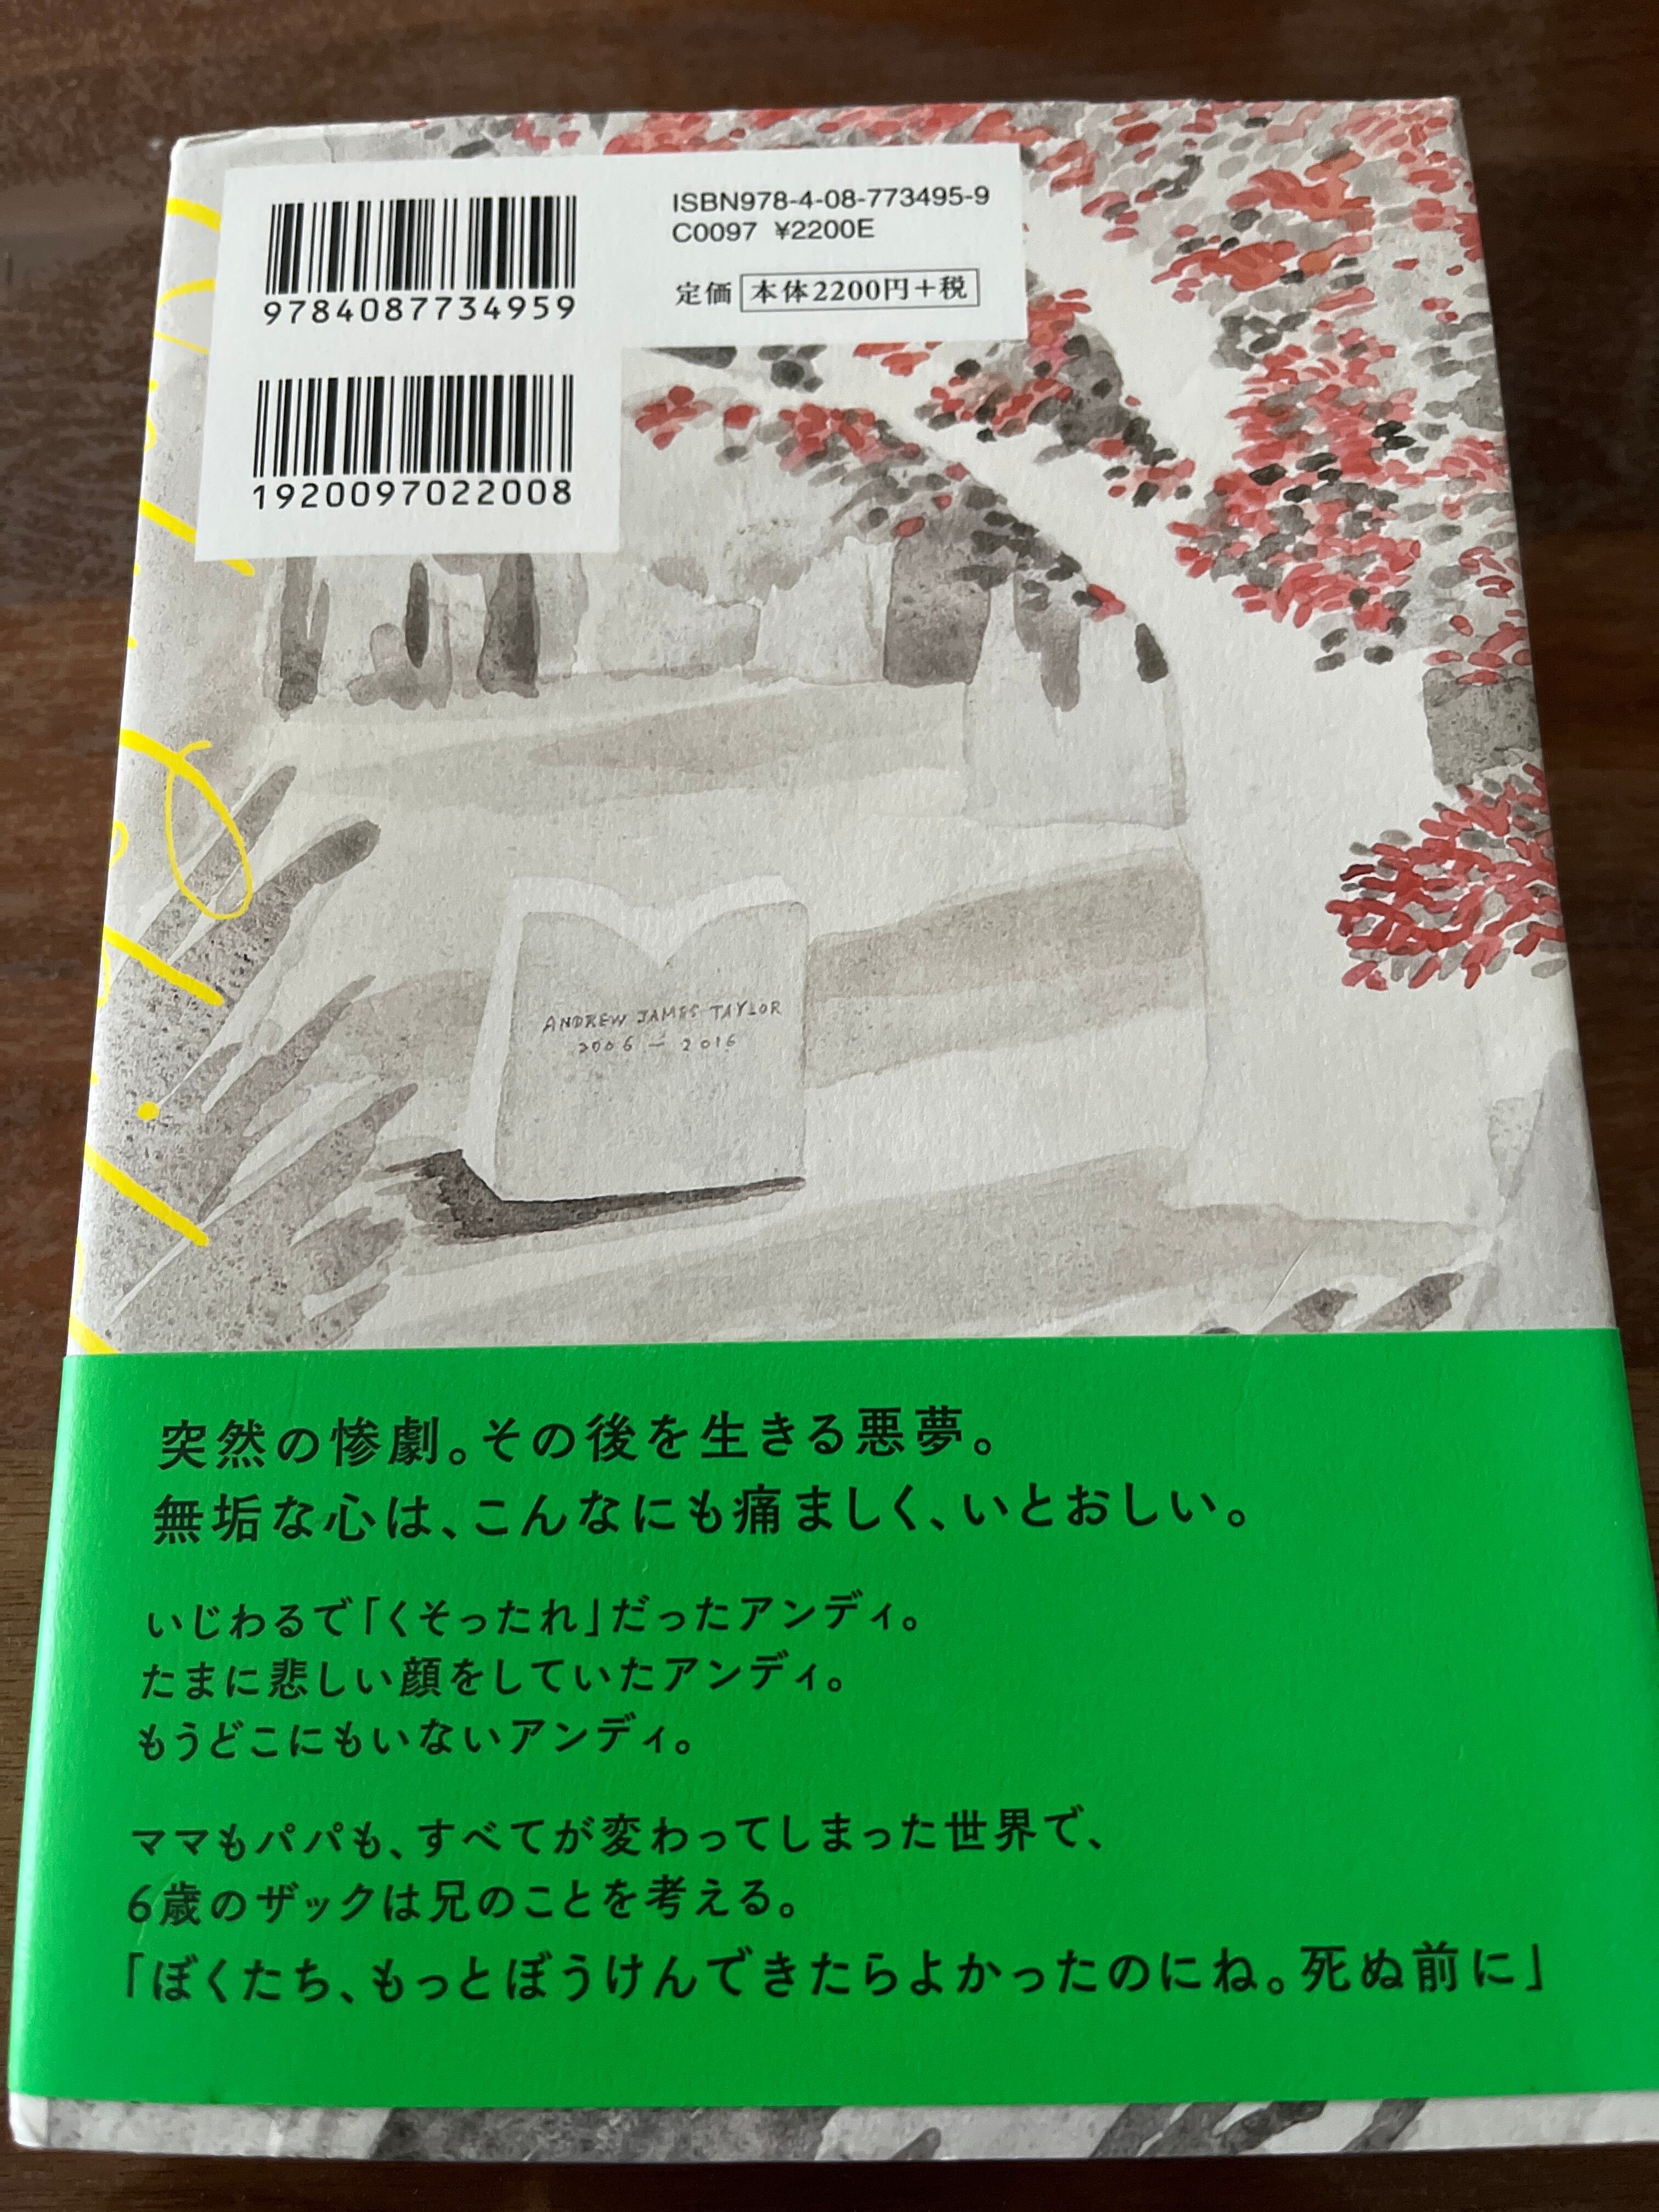 ISBN978-4-08-773495-9
C0097 ¥2200E
定価 本体2200円+税
9784087734959
1920097022008
ANDREW JAMES TAYLOR
2006 — 2016
突然の惨劇。その後を生きる悪夢。
無垢な心は、こんなにも痛ましく、いとおしい。
いじわるで「くそったれ」だったアンディ。
たまに悲しい顔をしていたアンディ。
もうどこにもいないアンディ。
ママもパパも、すべてが変わってしまった世界で、
6歳のザックは兄のことを考える。
「ぼくたち、もっとぼうけんできたらよかったのにね。死ぬ前に」